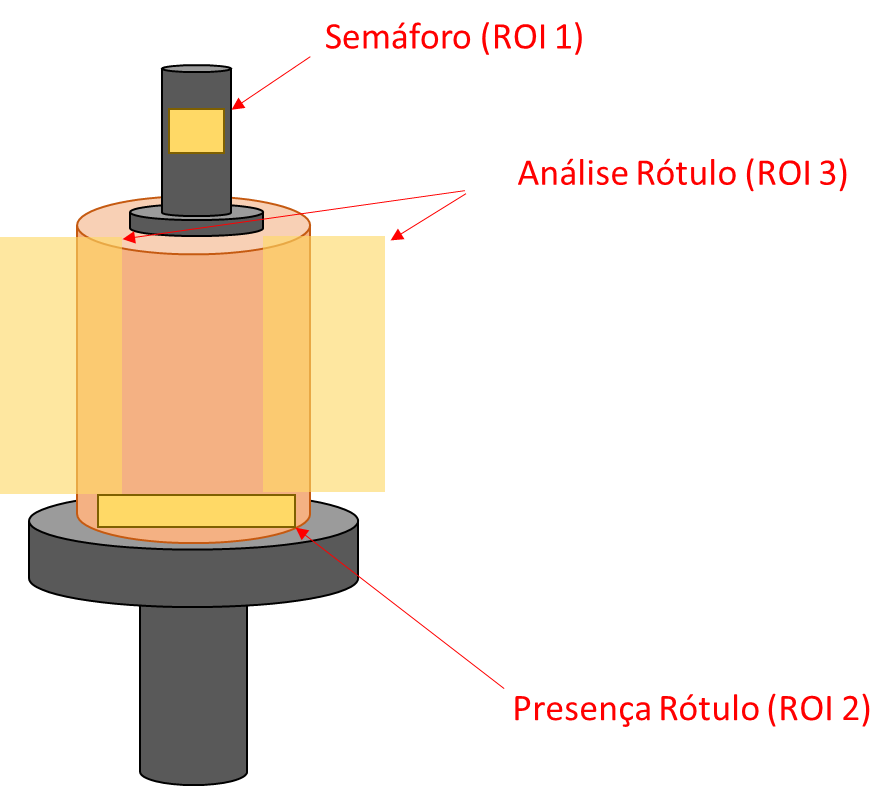 Semáforo (ROI 1)
Análise Rótulo (ROI 3)
Presença Rótulo (ROI 2)